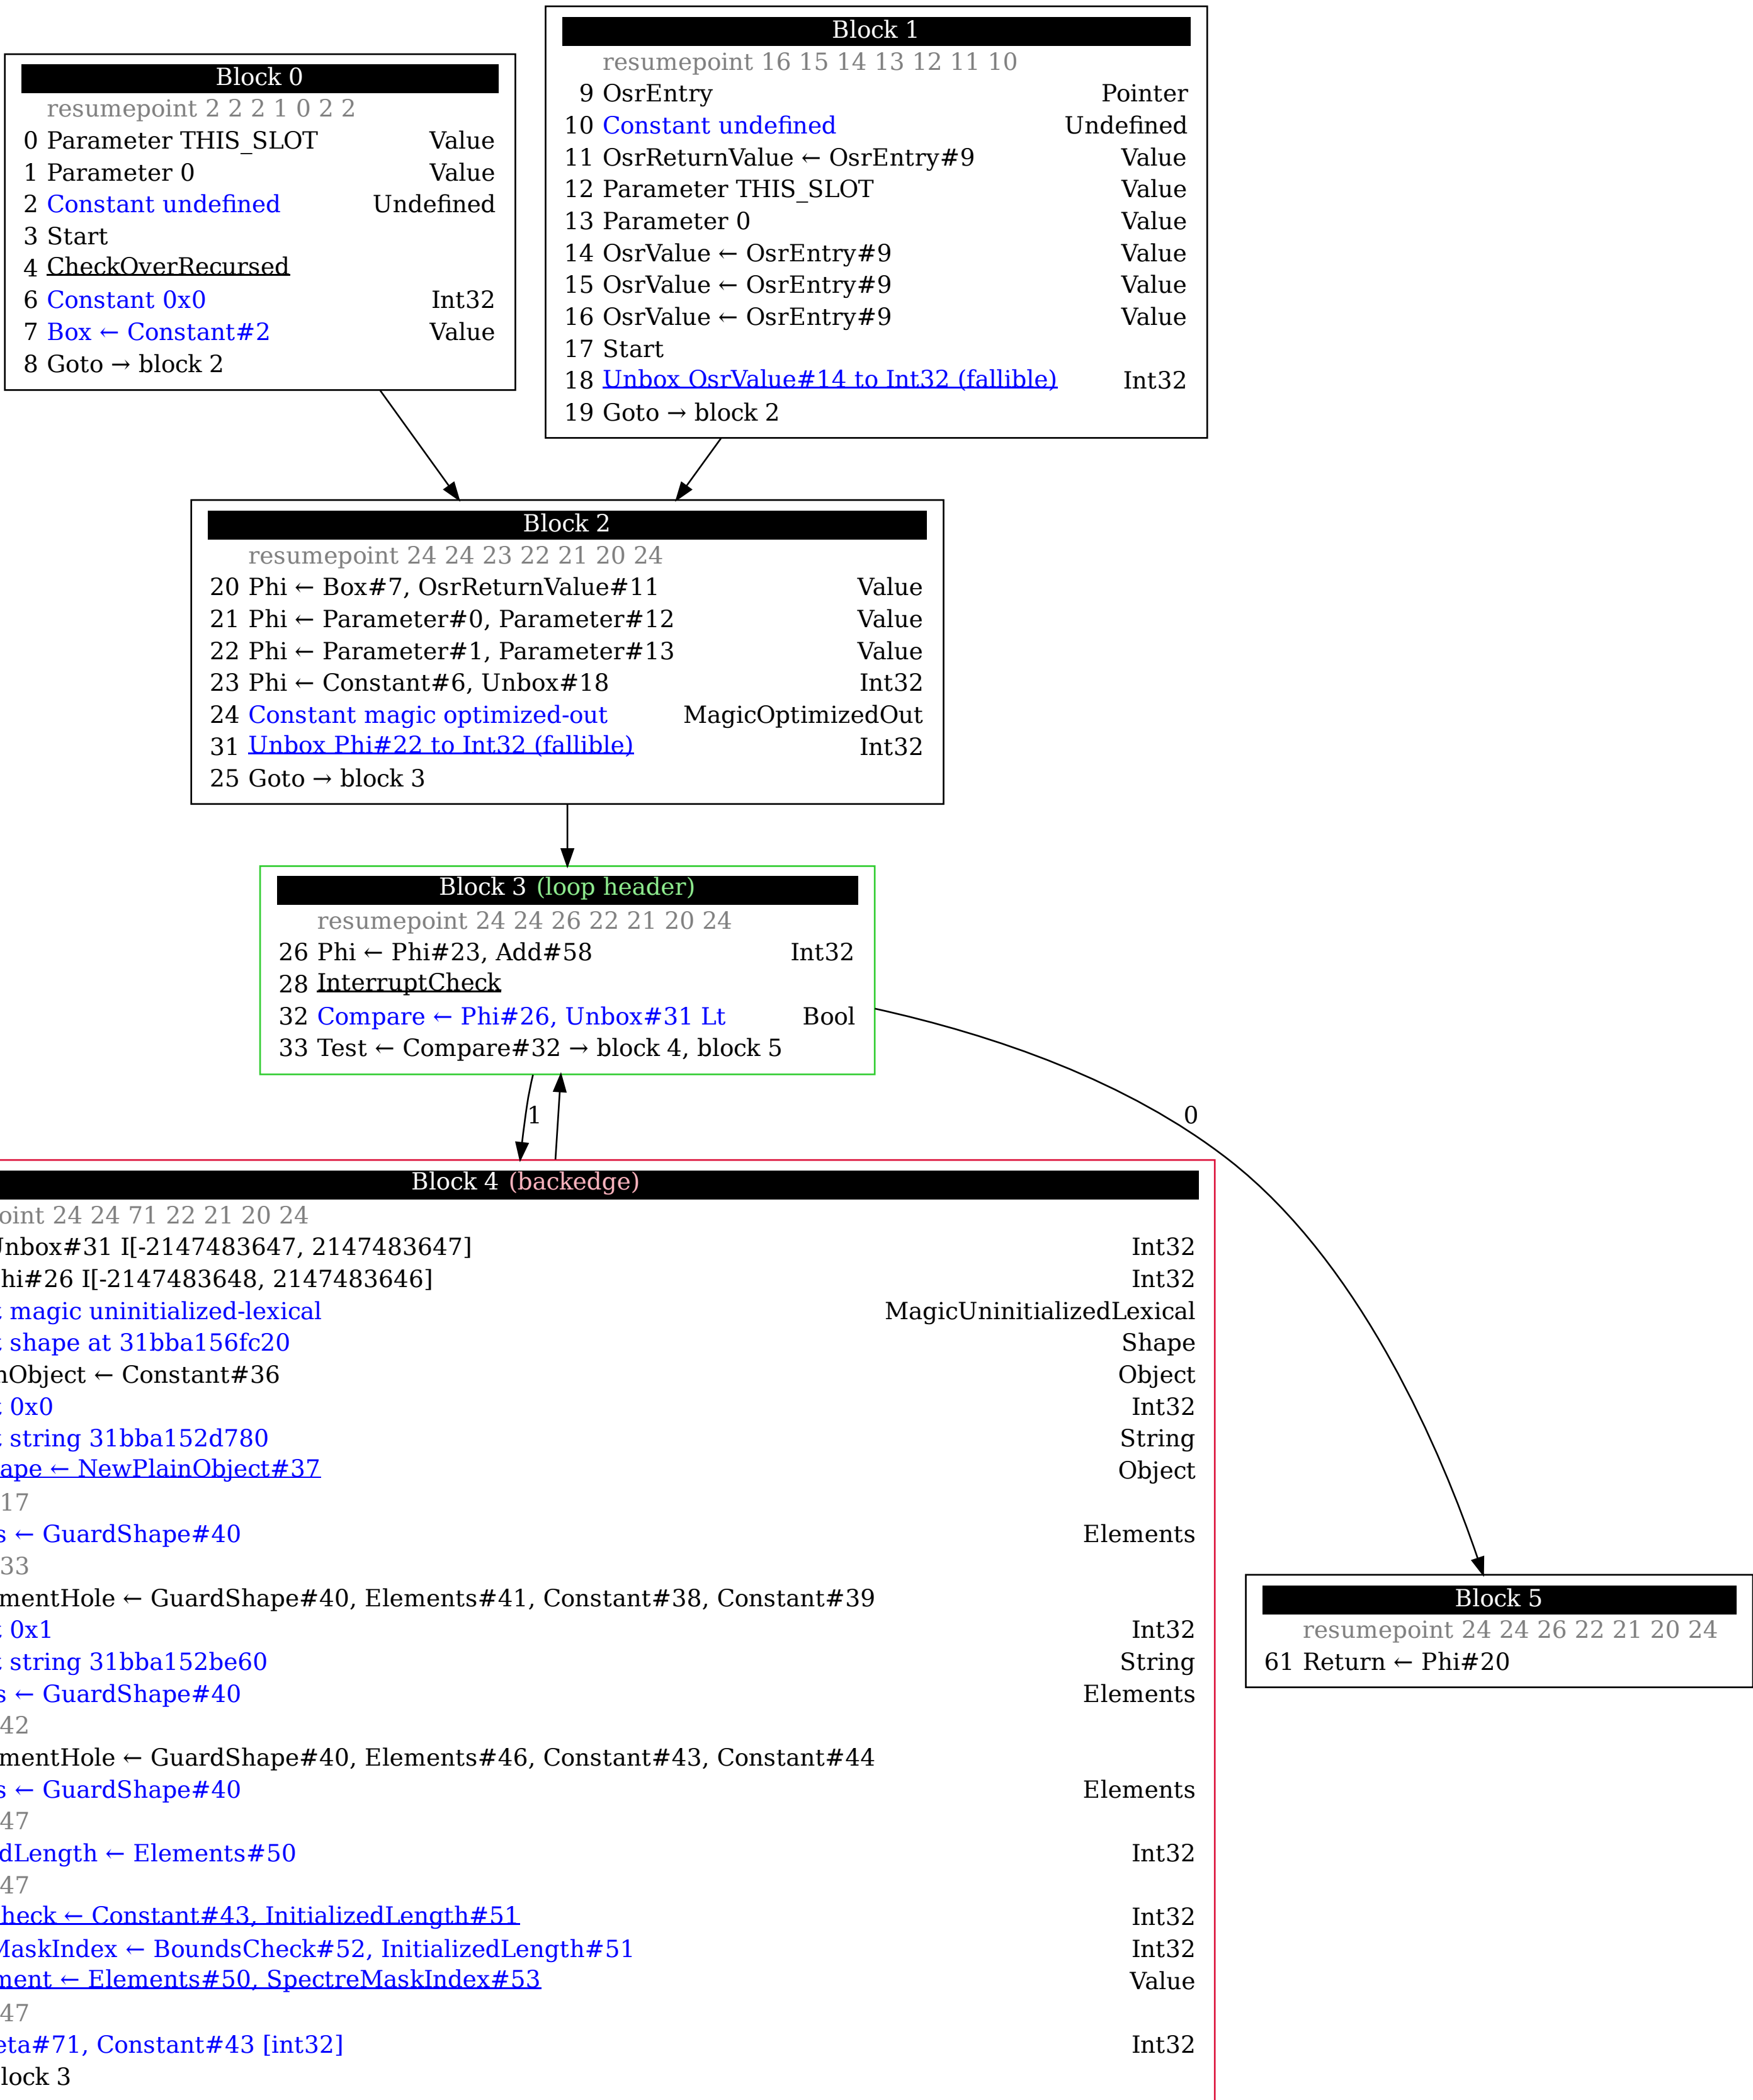 Block 0
resumepoint 2 2 2 1 0 2 2
0 Parameter THIS_SLOT Value
1 Parameter 0 Value
2 Constant undefined Undefined
3 Start
4 CheckOverRecursed
6 Constant 0x0 Int32
7 Box ← Constant#2 Value
8 Goto → block 2
Block 1
resumepoint 16 15 14 13 12 11 10
9 OsrEntry Pointer
10 Constant undefined Undefined
11 OsrReturnValue ← OsrEntry#9 Value
12 Parameter THIS_SLOT Value
13 Parameter 0 Value
14 OsrValue ← OsrEntry#9 Value
15 OsrValue ← OsrEntry#9 Value
16 OsrValue ← OsrEntry#9 Value
17 Start
18 Unbox OsrValue#14 to Int32 (fallible) Int32
19 Goto → block 2
Block 2
resumepoint 24 24 23 22 21 20 24
20 Phi ← Box#7, OsrReturnValue#11 Value
21 Phi ← Parameter#0, Parameter#12 Value
22 Phi ← Parameter#1, Parameter#13 Value
23 Phi ← Constant#6, Unbox#18 Int32
24 Constant magic optimized-out MagicOptimizedOut
31 Unbox Phi#22 to Int32 (fallible) Int32
25 Goto → block 3
Block 3 (loop header)
resumepoint 24 24 26 22 21 20 24
26 Phi ← Phi#23, Add#58 Int32
28 InterruptCheck
32 Compare ← Phi#26, Unbox#31 Lt Bool
33 Test ← Compare#32 → block 4, block 5
1
0
Block 4 (backedge)
oint 24 24 71 22 21 20 24
Unbox#31 I[-2147483647, 2147483647] Int32
hi#26 I[-2147483648, 2147483646] Int32
t magic uninitialized-lexical MagicUninitializedLexical
t shape at 31bba156fc20 Shape
nObject ← Constant#36 Object
t 0x0 Int32
t string 31bba152d780 String
ape ← NewPlainObject#37 Object
17
s ← GuardShape#40 Elements
33
mentHole ← GuardShape#40, Elements#41, Constant#38, Constant#39
t 0x1 Int32
t string 31bba152be60 String
s ← GuardShape#40 Elements
42
mentHole ← GuardShape#40, Elements#46, Constant#43, Constant#44
s ← GuardShape#40 Elements
47
dLength ← Elements#50 Int32
47
heck ← Constant#43, InitializedLength#51 Int32
MaskIndex ← BoundsCheck#52, InitializedLength#51 Int32
ment ← Elements#50, SpectreMaskIndex#53 Value
47
eta#71, Constant#43 [int32] Int32
lock 3
Block 5
resumepoint 24 24 26 22 21 20 24
61 Return ← Phi#20